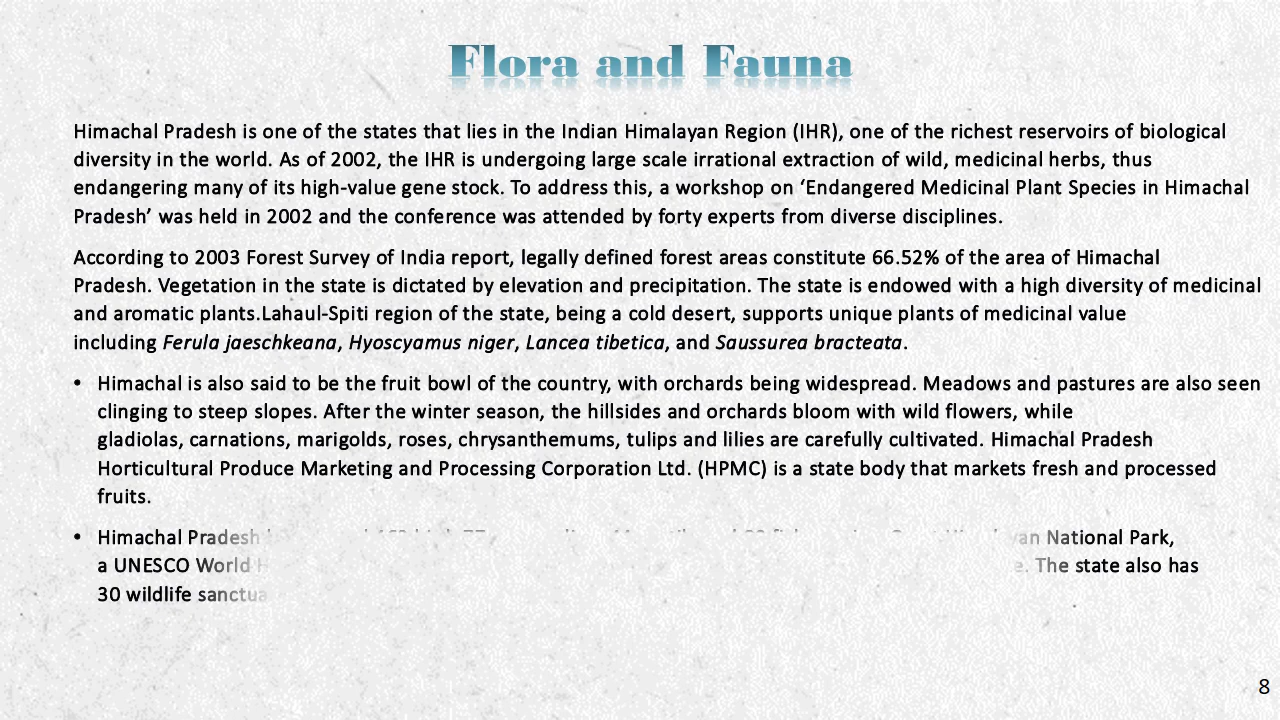 Flora and Fauna
Himachal Pradesh is one of the states that lies in the Indian Himalayan Region (IHR), one of the richest reservoirs of biological
diversity in the world. As of 2002, the IHR is undergoing large scale irrational extraction of wild, medicinal herbs, thus
endangering many of its high-value gene stock. To address this, a workshop on ‘Endangered Medicinal Plant Species in Himachal
Pradesh’ was held in 2002 and the conference was attended by forty experts from diverse disciplines.
According to 2003 Forest Survey of India report, legally defined forest areas constitute 66.52% of the area of Himachal
Pradesh. Vegetation in the state is dictated by elevation and precipitation. The state is endowed with a high diversity of medicinal
and aromatic plants.Lahaul-Spiti region of the state, being a cold desert, supports unique plants of medicinal value
including Ferula jaeschkeana, Hyoscyamus niger, Lancea tibetica, and Saussurea bracteata.
• Himachal is also said to be the fruit bowl of the country, with orchards being widespread. Meadows and pastures are also seen
clinging to steep slopes. After the winter season, the hillsides and orchards bloom with wild flowers, while
gladiolas, carnations, marigolds, roses, chrysanthemums, tulips and lilies are carefully cultivated. Himachal Pradesh
Horticultural Produce Marketing and Processing Corporation Ltd. (HPMC) is a state body that markets fresh and processed
fruits.
• Himachal Pradesh National Park,
a UNESCO World The state also has
30 wildlife
8